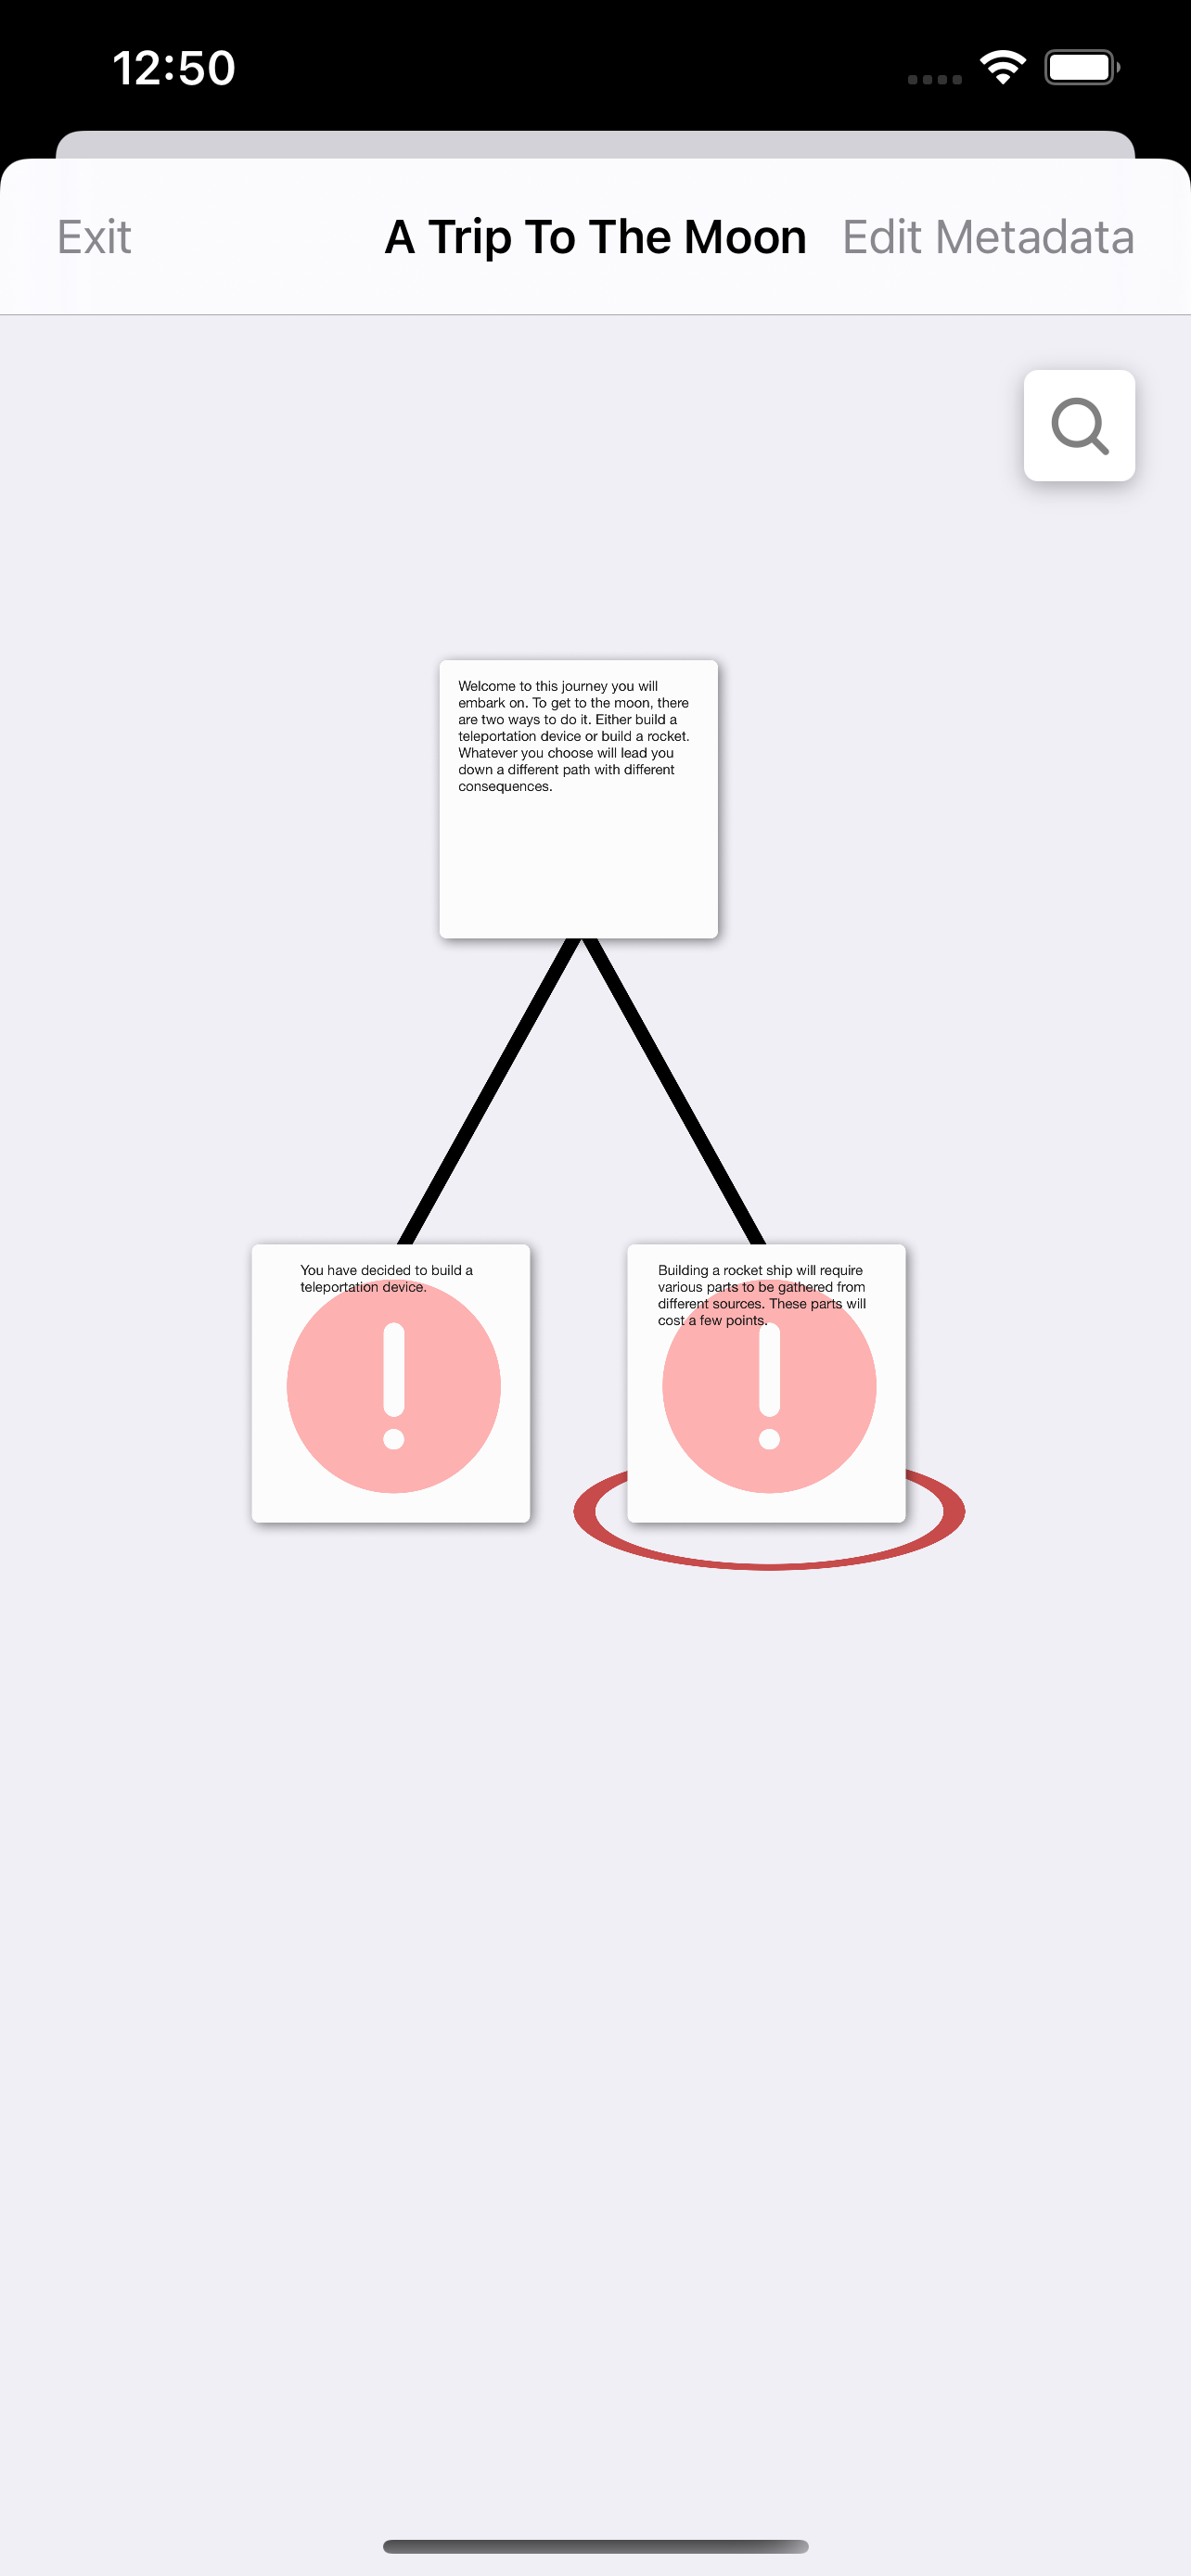 12:50
Exit A Trip To The Moon Edit Metadata
Welcome to this journey you will
embark on. To get to the moon, there
are two ways to do it. Either build a
teleportation device or build a rocket.
Whatever you choose will lead you
down a different path with different
consequences.
You have decided to build a
teleportation device.
Building a rocket ship will require
various parts to be gathered from
different sources. These parts will
cost a few points.